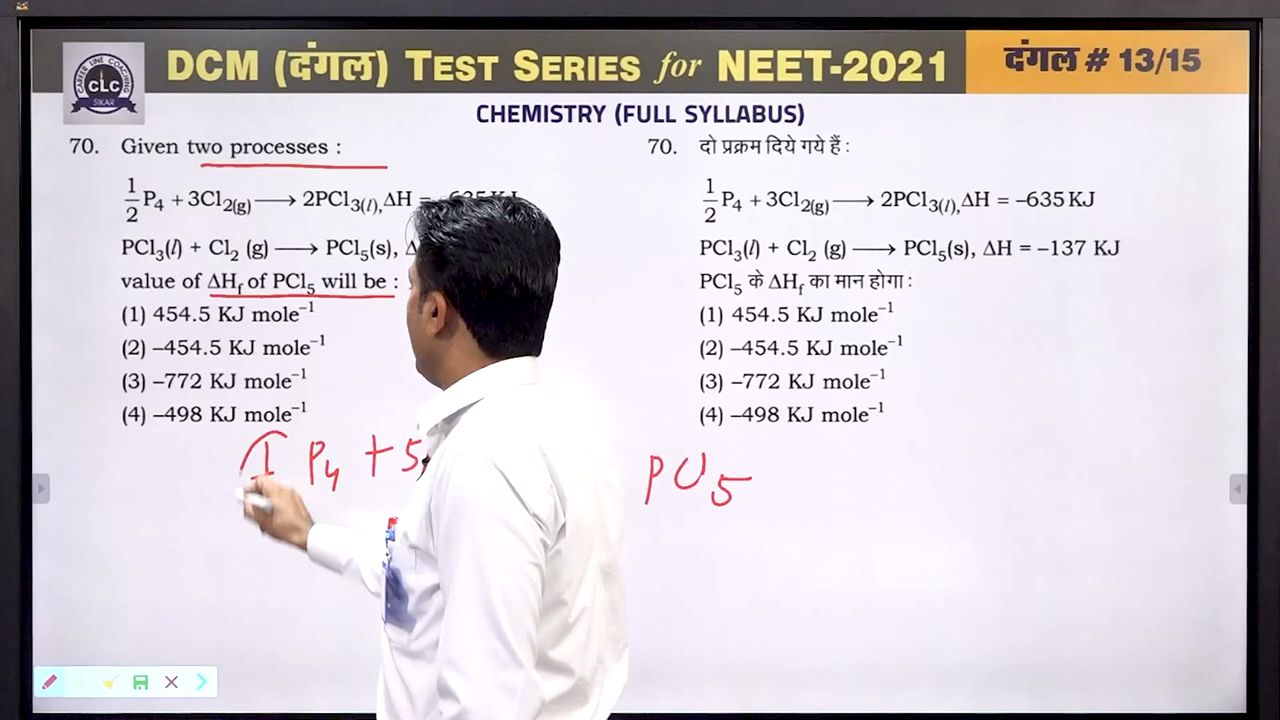 DCM (दंगल) TEST SERIES for NEET-2021
दंगल # 13/15
CAREER LINE COACHING
CLC
SIKAR
CHEMISTRY (FULL SYLLABUS)
70. Given two processes :
1/2 P₄ + 3Cl₂(g) ⟶ 2PCl₃(l), ΔH =
PCl₃(l) + Cl₂ (g) ⟶ PCl₅(s),
value of ΔHf of PCl₅ will be :
(1) 454.5 KJ mole⁻¹
(2) –454.5 KJ mole⁻¹
(3) –772 KJ mole⁻¹
(4) –498 KJ mole⁻¹
70. दो प्रक्रम दिये गये हैं :
1/2 P₄ + 3Cl₂(g) ⟶ 2PCl₃(l), ΔH = –635 KJ
PCl₃(l) + Cl₂ (g) ⟶ PCl₅(s), ΔH = –137 KJ
PCl₅ के ΔHf का मान होगा :
(1) 454.5 KJ mole⁻¹
(2) –454.5 KJ mole⁻¹
(3) –772 KJ mole⁻¹
(4) –498 KJ mole⁻¹
P₄ + 5
PCl₅